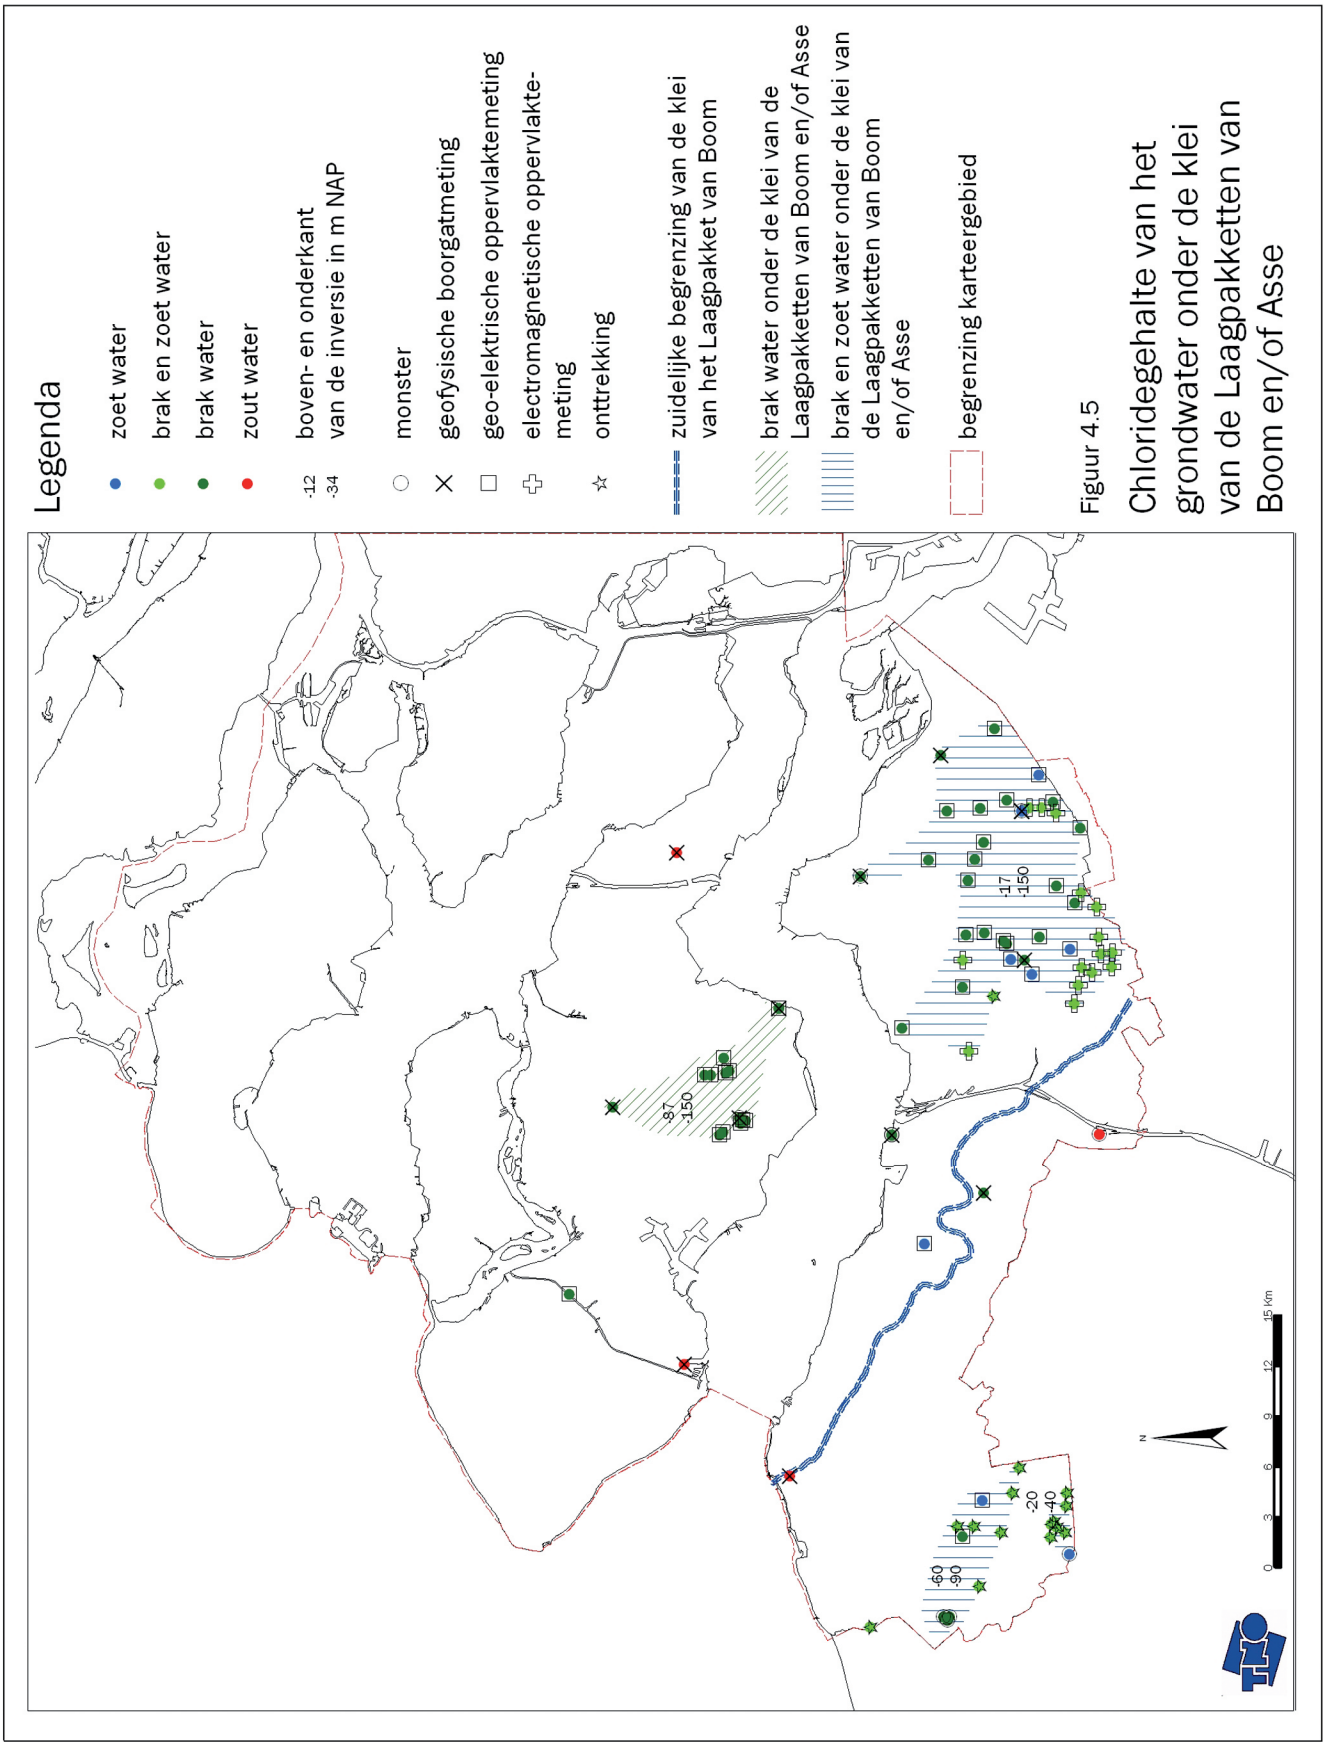 Legenda
zoet water
brak en zoet water
brak water
zout water
-12
-34
boven- en onderkant
van de inversie in m NAP
monster
geofysische boorgatmeting
geo-elektrische oppervlaktemeting
electromagnetische oppervlakte-
meting
onttrekking
zuidelijke begrenzing van de klei
van het Laagpakket van Boom
brak water onder de klei van de
Laagpakketten van Boom en/of Asse
brak en zoet water onder de klei van
de Laagpakketten van Boom
en/of Asse
begrenzing karteergebied
Figuur 4.5
Chloridegehalte van het
grondwater onder de klei
van de Laagpakketten van
Boom en/of Asse
-87
-150
-17
-150
-60
-90
-20
-40
N
0 3 6 9 12 15 Km
TNO